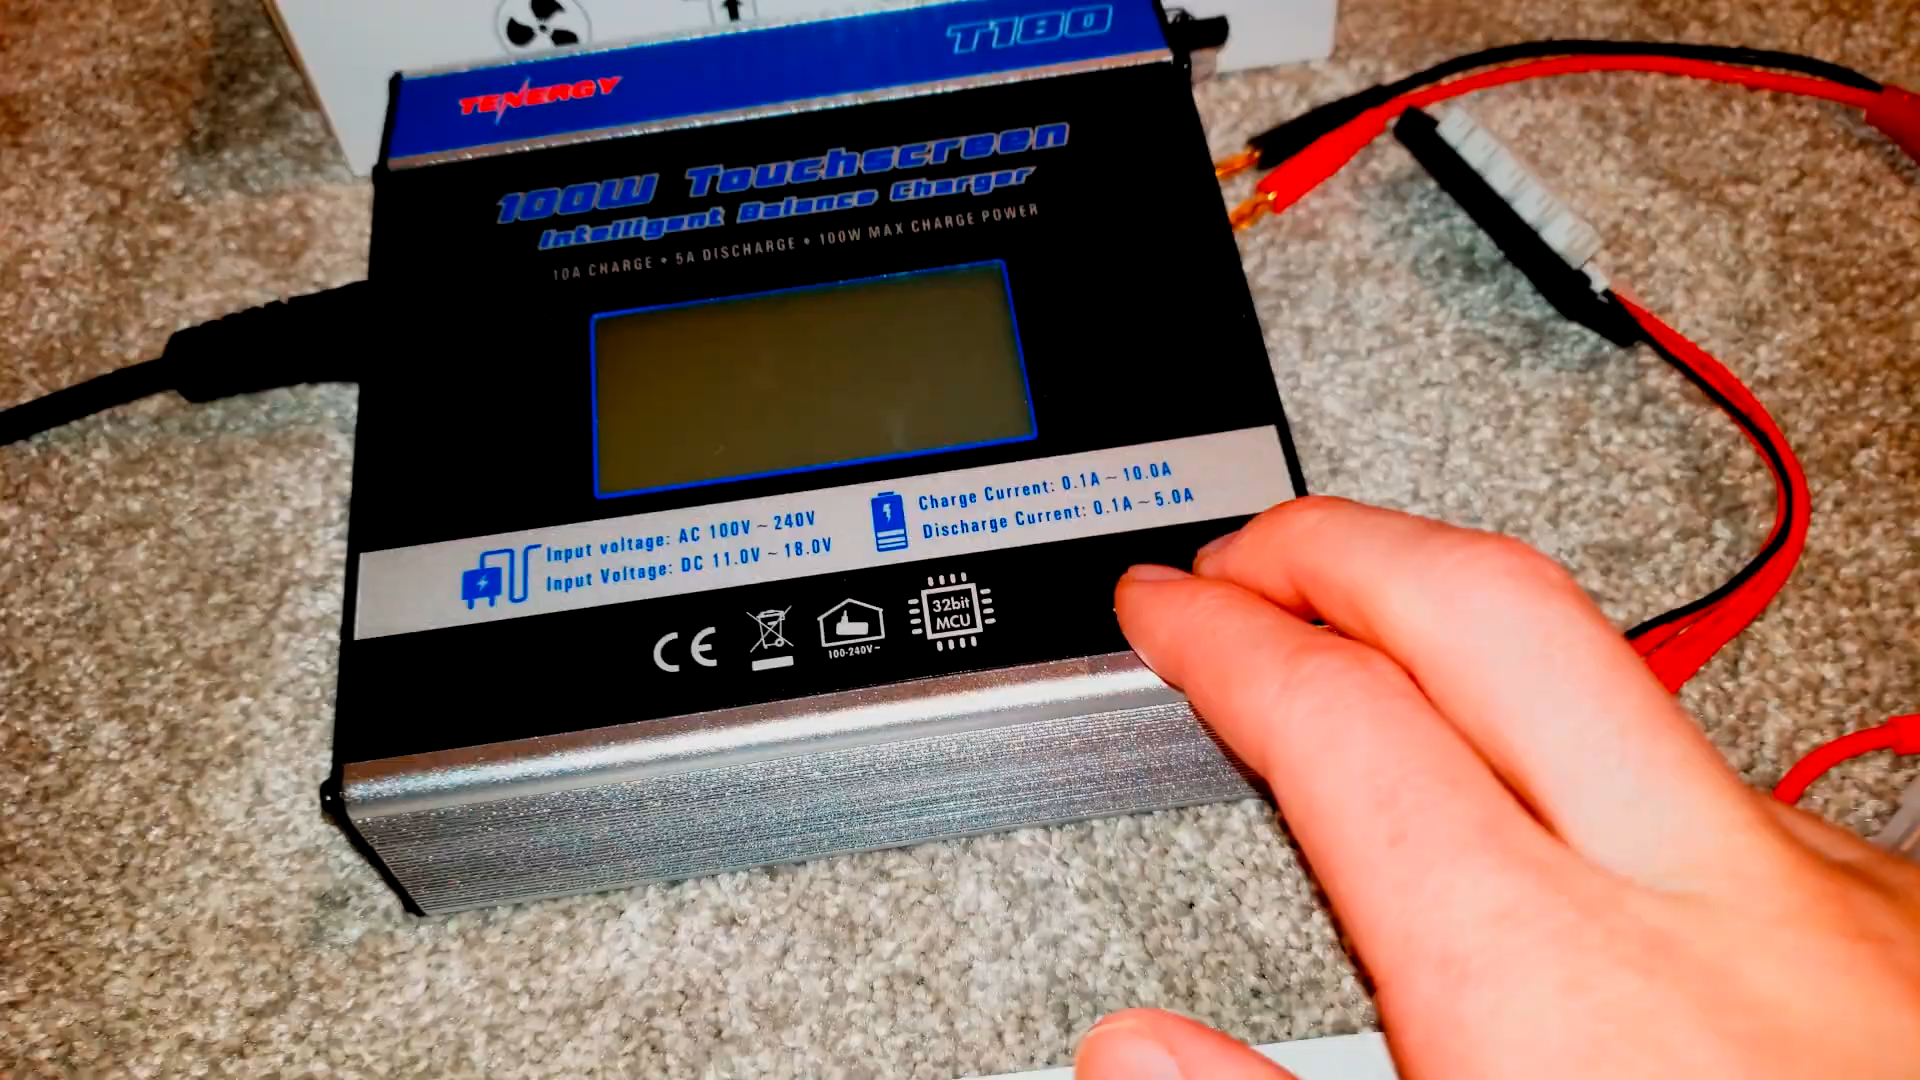 T180
TENERGY
100W Touchscreen
Intelligent Balance Charger
10A CHARGE • 5A DISCHARGE • 100W MAX CHARGE POWER
Input voltage: AC 100V ~ 240V
Input Voltage: DC 11.0V ~ 18.0V
Charge Current: 0.1A ~ 10.0A
Discharge Current: 0.1A ~ 5.0A
CE
100-240V~
32bit
MCU